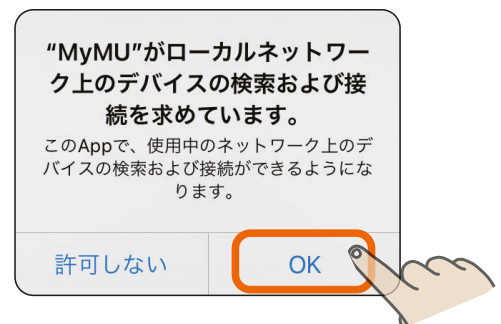 “MyMU”がローカルネットワー
ク上のデバイスの検索および接
続を求めています。
このAppで、使用中のネットワーク上のデ
バイスの検索および接続ができるようにな
ります。
許可しない
OK